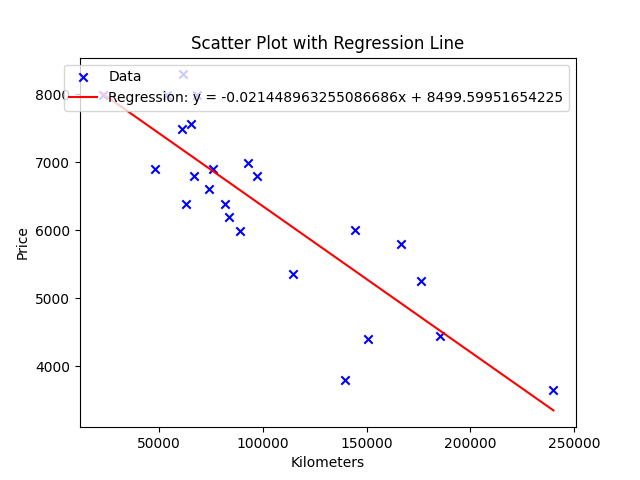 Scatter Plot with Regression Line
Data
Regression: y = -0.021448963255086686x + 8499.59951654225
8000
7000
6000
5000
4000
Price
50000
100000
150000
200000
250000
Kilometers